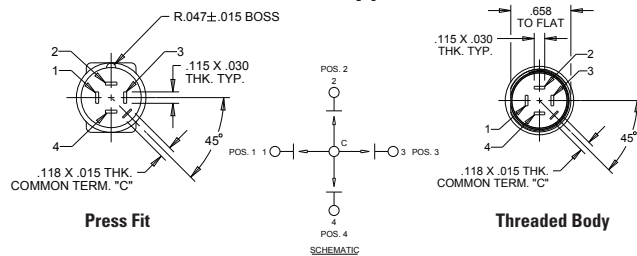 R.047±.015 BOSS
2
3
1
4
.115 X .030
THK. TYP.
45°
.118 X .015 THK.
COMMON TERM. "C"
Press Fit
POS. 2
2
C
POS. 1 1
3 POS. 3
4
POS. 4
SCHEMATIC
.658
TO FLAT
.115 X .030
THK. TYP.
2
3
1
4
45°
.118 X .015 THK.
COMMON TERM. "C"
Threaded Body